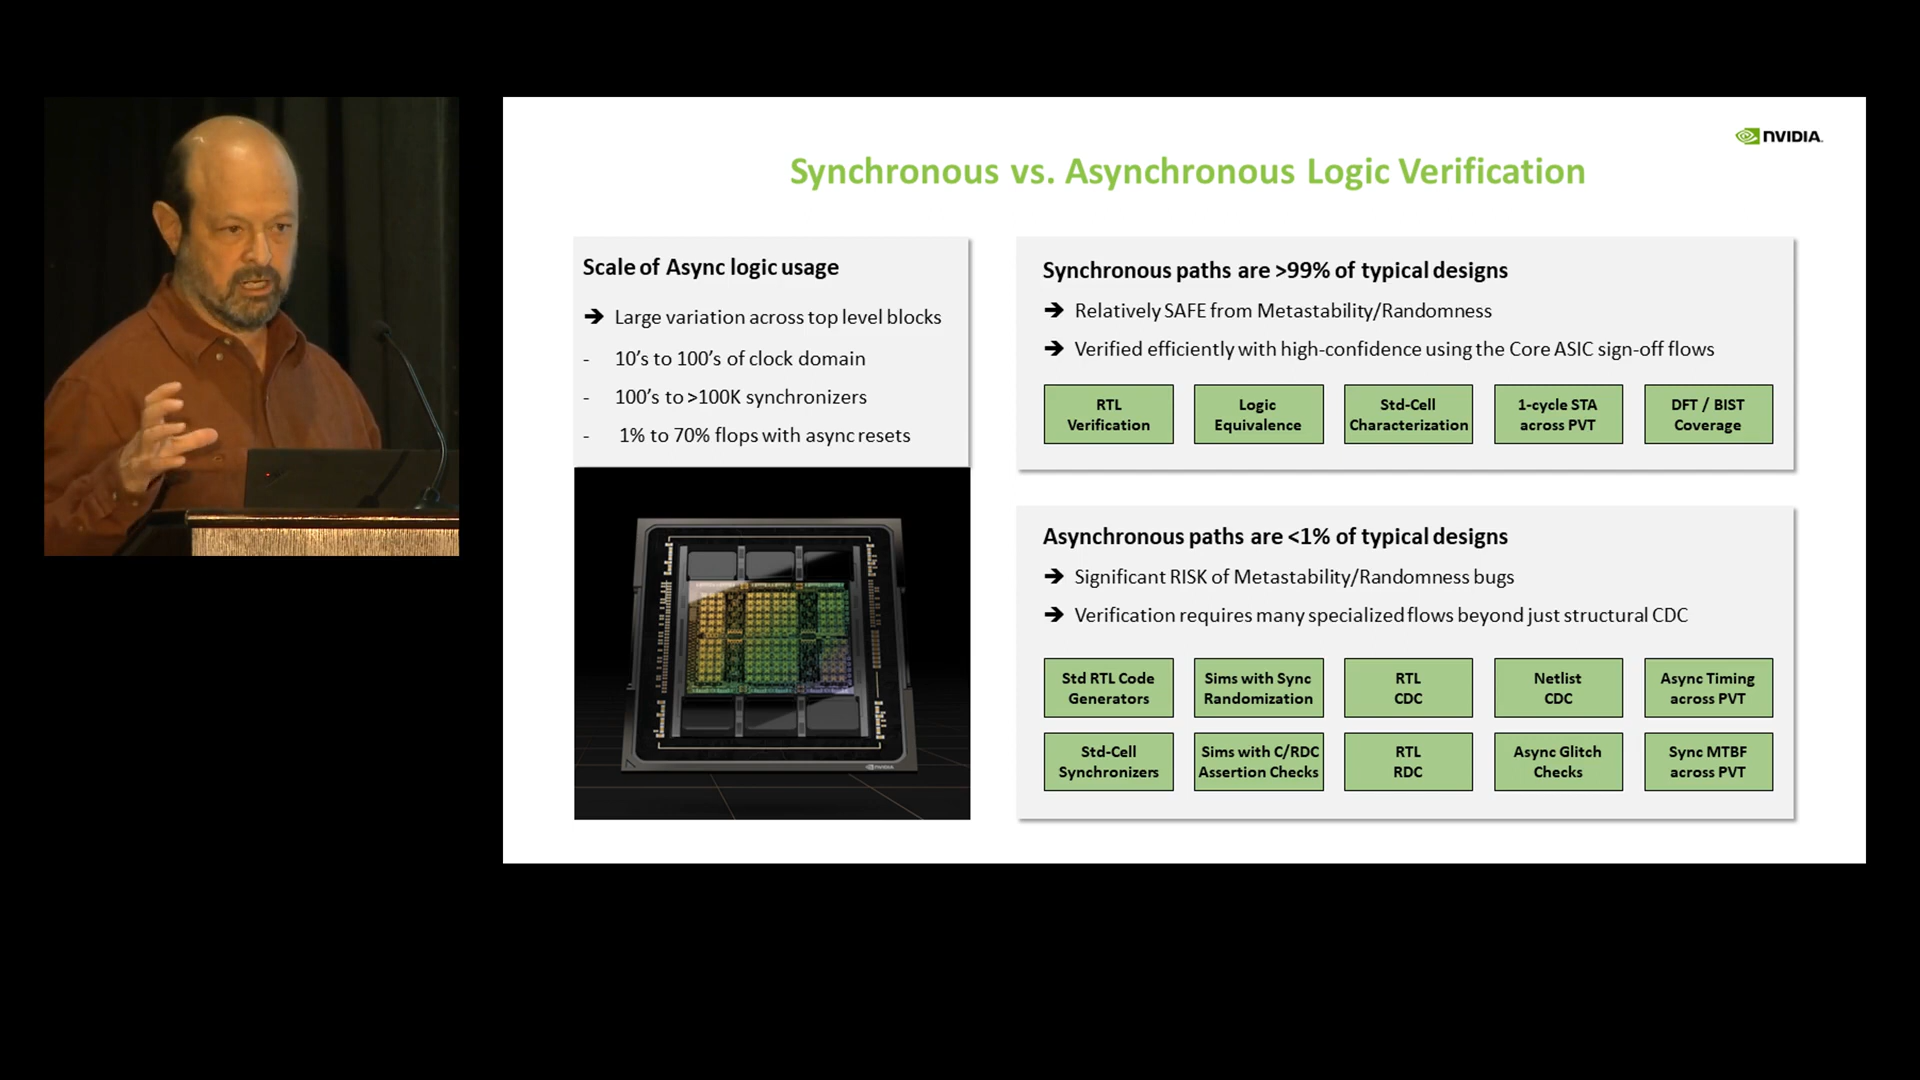 NVIDIA
Synchronous vs. Asynchronous Logic Verification
Scale of Async logic usage
➔ Large variation across top level blocks
- 10’s to 100’s of clock domain
- 100’s to >100K synchronizers
- 1% to 70% flops with async resets
NVIDIA
Synchronous paths are >99% of typical designs
➔ Relatively SAFE from Metastability/Randomness
➔ Verified efficiently with high-confidence using the Core ASIC sign-off flows
RTL
Verification
Logic
Equivalence
Std-Cell
Characterization
1-cycle STA
across PVT
DFT / BIST
Coverage
Asynchronous paths are <1% of typical designs
➔ Significant RISK of Metastability/Randomness bugs
➔ Verification requires many specialized flows beyond just structural CDC
Std RTL Code
Generators
Sims with Sync
Randomization
RTL
CDC
Netlist
CDC
Async Timing
across PVT
Std-Cell
Synchronizers
Sims with C/RDC
Assertion Checks
RTL
RDC
Async Glitch
Checks
Sync MTBF
across PVT